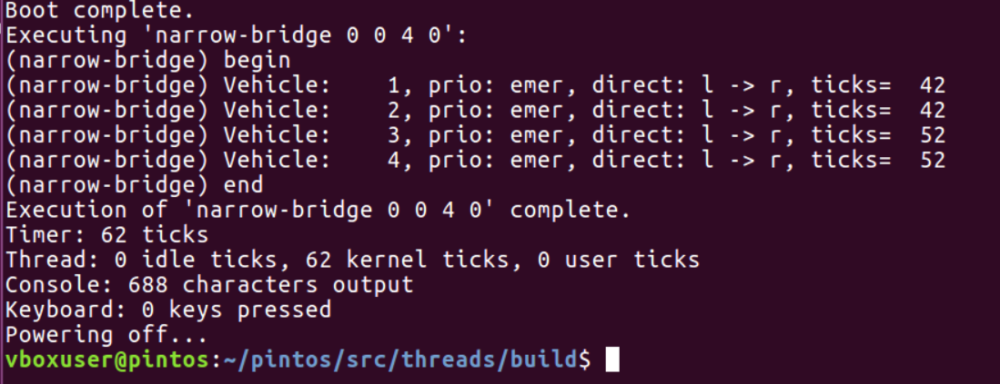 Boot complete.
Executing 'narrow-bridge 0 0 4 0':
(narrow-bridge) begin
(narrow-bridge) Vehicle:    1, prio: emer, direct: l -> r, ticks=  42
(narrow-bridge) Vehicle:    2, prio: emer, direct: l -> r, ticks=  42
(narrow-bridge) Vehicle:    3, prio: emer, direct: l -> r, ticks=  52
(narrow-bridge) Vehicle:    4, prio: emer, direct: l -> r, ticks=  52
(narrow-bridge) end
Execution of 'narrow-bridge 0 0 4 0' complete.
Timer: 62 ticks
Thread: 0 idle ticks, 62 kernel ticks, 0 user ticks
Console: 688 characters output
Keyboard: 0 keys pressed
Powering off...
vboxuser@pintos:~/pintos/src/threads/build$